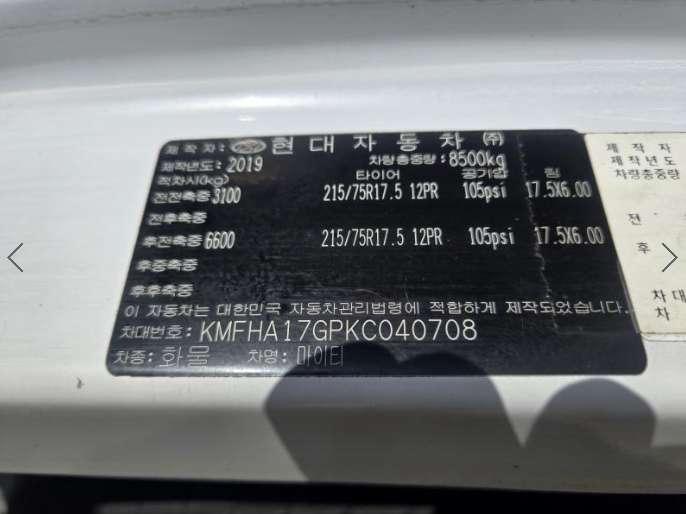 제작자: 현대자동차 ㈜
제작년도: 2019 차량총중량: 8500kg
적차시(kg) 타이어 공기압 림
전전축중 3100 215/75R17.5 12PR 105psi 17.5X6.00
전후축중
후전축중 6600 215/75R17.5 12PR 105psi 17.5X6.00
후중축중
후후축중
이 자동차는 대한민국 자동차관리법령에 적합하게 제작되었습니다.
차대번호: KMFHA17GPKC040708
차종: 화물 차명: 마이티
제작자
제작년도
차량총중량
전
후
차대
차